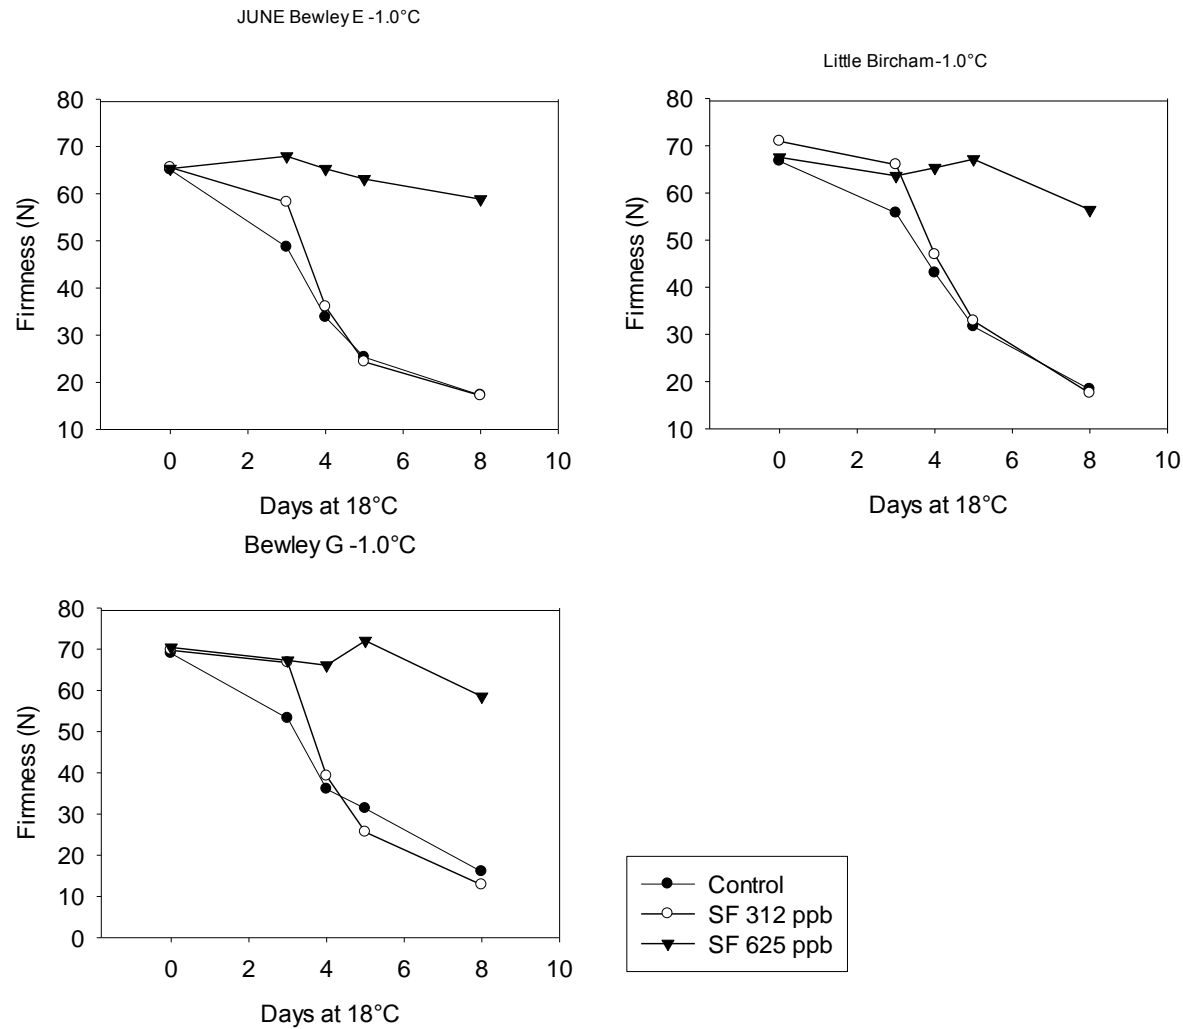 JUNE Bewley E -1.0°C
80
70
60
50
40
30
20
10
Firmness (N)
0 2 4 6 8 10
Days at 18°C
Little Bircham -1.0°C
80
70
60
50
40
30
20
10
Firmness (N)
0 2 4 6 8 10
Days at 18°C
Bewley G -1.0°C
80
70
60
50
40
30
20
10
0
Firmness (N)
0 2 4 6 8 10
Days at 18°C
Control
SF 312 ppb
SF 625 ppb